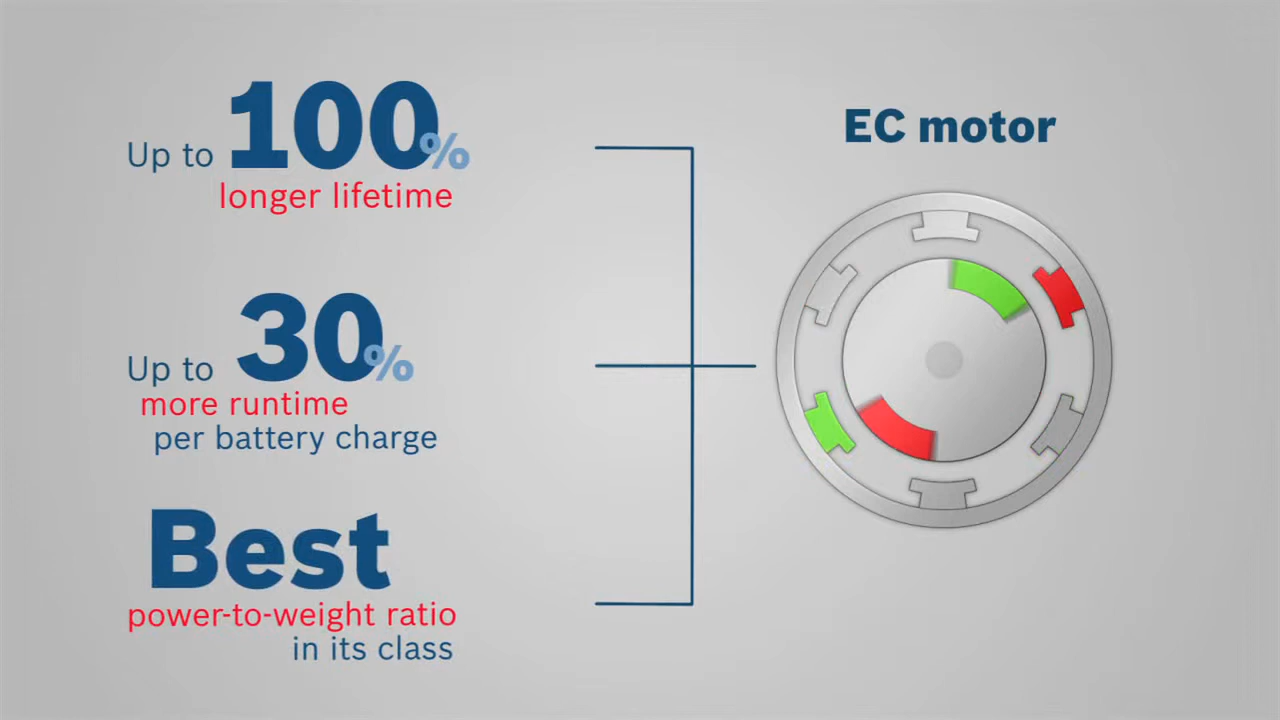 Up to 100%
longer lifetime
Up to 30%
more runtime
per battery charge
Best
power-to-weight ratio
in its class
EC motor